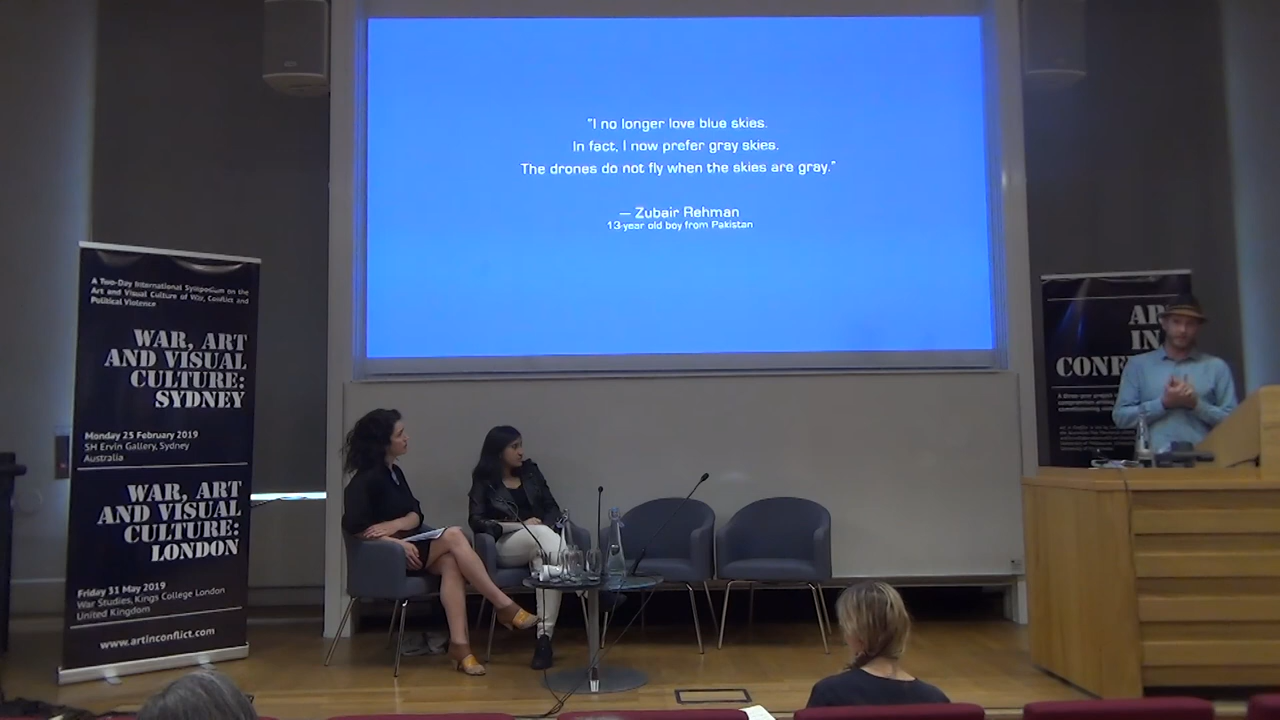 "I no longer love blue skies.
In fact, I now prefer gray skies.
The drones do not fly when the skies are gray."
— Zubair Rehman
13-year old boy from Pakistan
A Two-Day International Symposium on the
Art and Visual Culture of War, Conflict and
Political Violence
WAR, ART
AND VISUAL
CULTURE:
SYDNEY
Monday 25 February 2019
SH Ervin Gallery, Sydney
Australia
WAR, ART
AND VISUAL
CULTURE:
LONDON
Friday 31 May 2019
War Studies, Kings College London
United Kingdom
www.artinconflict.com
AR
IN
CONF
A three-year project